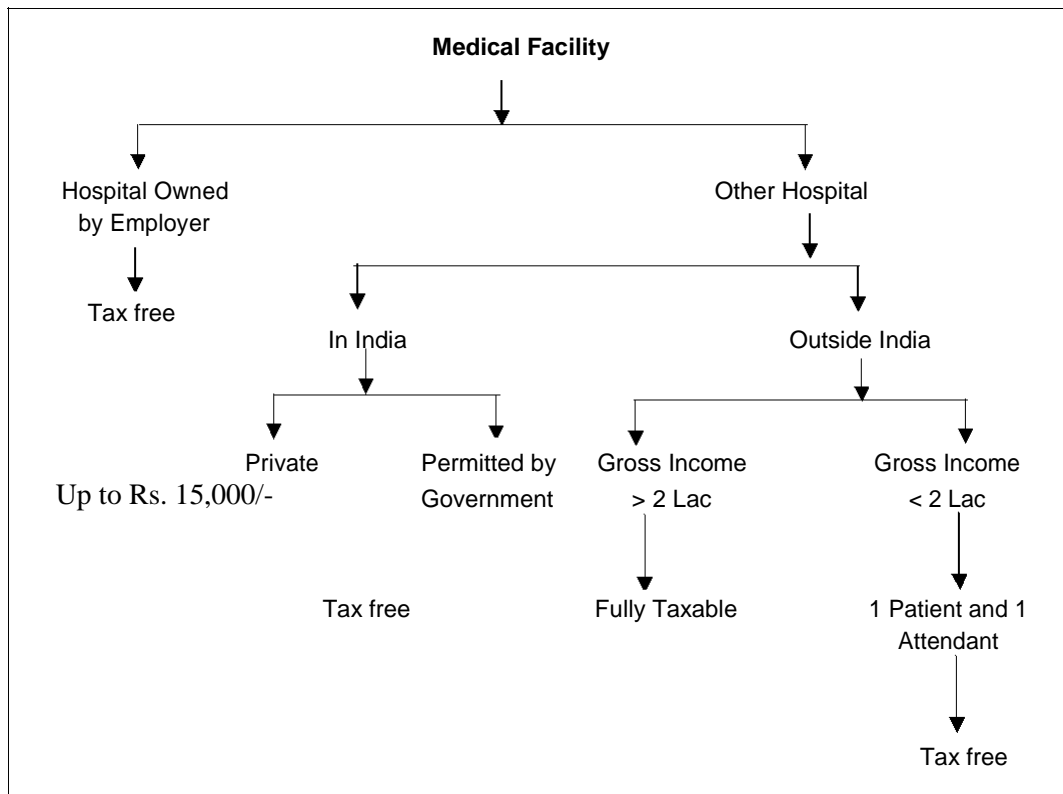 Medical Facility
Hospital Owned
by Employer
Other Hospital
Tax free
In India
Outside India
Private
Up to Rs. 15,000/-
Permitted by
Government
Gross Income
> 2 Lac
Gross Income
< 2 Lac
Tax free
Fully Taxable
1 Patient and 1
Attendant
Tax free